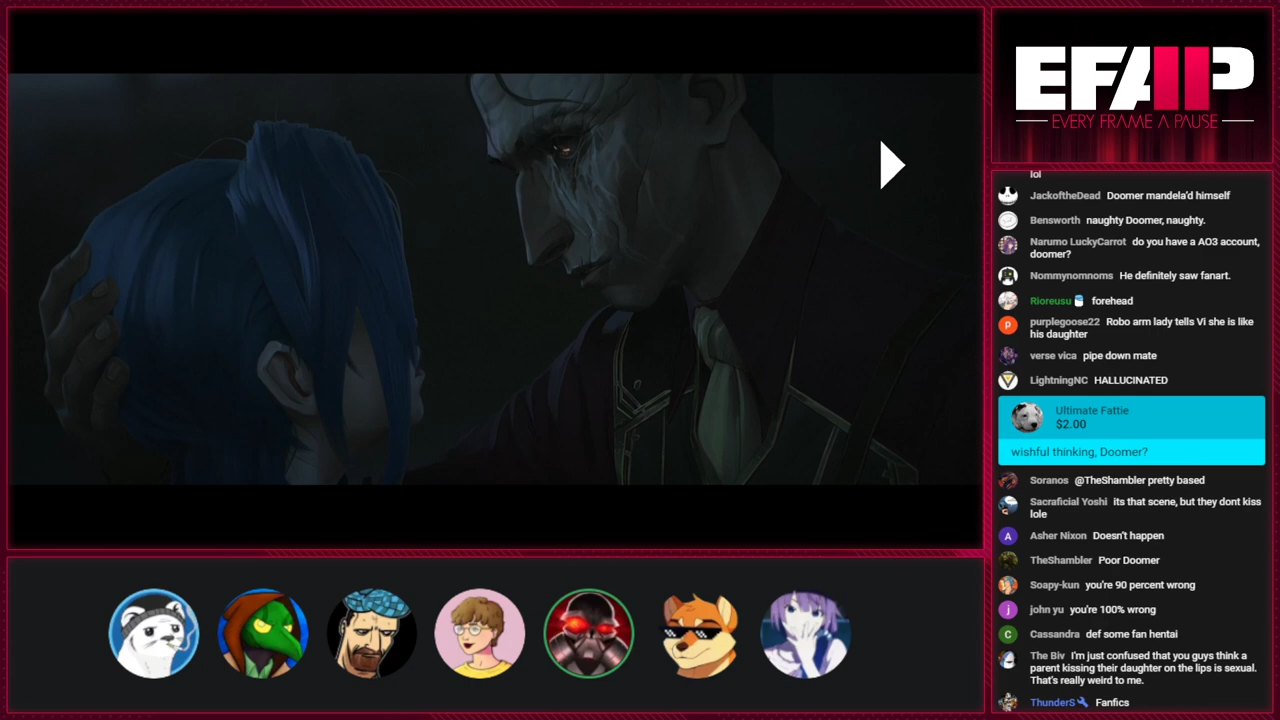 EFAP
EVERY FRAME A PAUSE
lol
JackoftheDead Doomer mandela'd himself
Bensworth naughty Doomer, naughty.
Narumo LuckyCarrot do you have a AO3 account,
doomer?
Nommynomnoms He definitely saw fanart.
Rioreusu forehead
P
purplegoose22 Robo arm lady tells Vi she is like
his daughter
verse vica pipe down mate
LightningNC HALLUCINATED
Ultimate Fattie
$2.00
wishful thinking, Doomer?
Soranos @TheShambler pretty based
Sacraficial Yoshi its that scene, but they dont kiss
lole
A Asher Nixon Doesn't happen
TheShambler Poor Doomer
Soapy-kun you're 90 percent wrong
j john yu you're 100% wrong
C Cassandra def some fan hentai
The Biv I'm just confused that you guys think a
parent kissing their daughter on the lips is sexual.
That's really weird to me.
ThunderS Fanfics